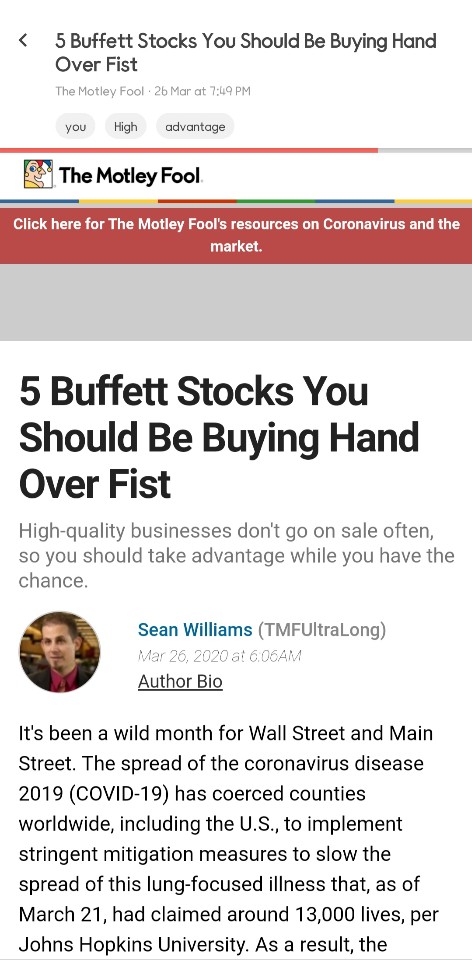 5 Buffett Stocks You Should Be Buying Hand
Over Fist
The Motley Fool · 26 Mar at 7:49 PM
you
High
advantage
The Motley Fool.
Click here for The Motley Fool's resources on Coronavirus and the
market.
5 Buffett Stocks You
Should Be Buying Hand
Over Fist
High-quality businesses don't go on sale often,
so you should take advantage while you have the
chance.
Sean Williams (TMFUltraLong)
Mar 26, 2020 at 6:06AM
Author Bio
It's been a wild month for Wall Street and Main
Street. The spread of the coronavirus disease
2019 (COVID-19) has coerced counties
worldwide, including the U.S., to implement
stringent mitigation measures to slow the
spread of this lung-focused illness that, as of
March 21, had claimed around 13,000 lives, per
Johns Hopkins University. As a result, the